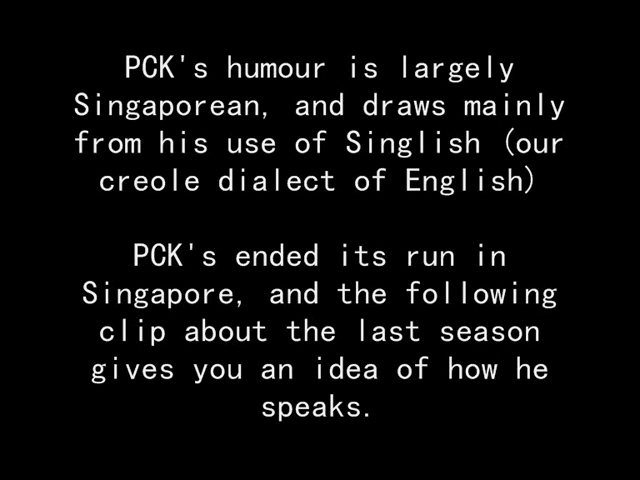 PCK's humour is largely
Singaporean, and draws mainly
from his use of Singlish (our
creole dialect of English)
PCK's ended its run in
Singapore, and the following
clip about the last season
gives you an idea of how he
speaks.